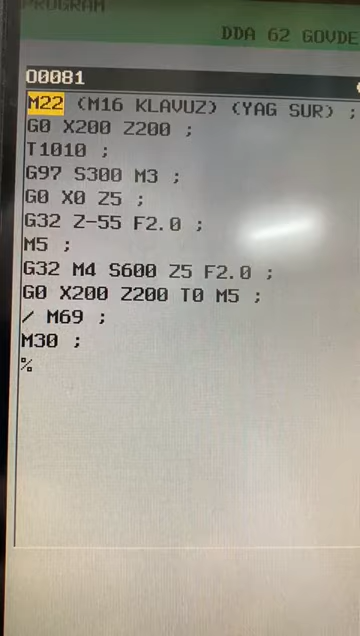 PROGRAM
DDA 62 GOVDE
O0081
M22 (M16 KLAVUZ) (YAG SUR) ;
G0 X200 Z200 ;
T1010 ;
G97 S300 M3 ;
G0 X0 Z5 ;
G32 Z-55 F2.0 ;
M5 ;
G32 M4 S600 Z5 F2.0 ;
G0 X200 Z200 T0 M5 ;
/ M69 ;
M30 ;
%